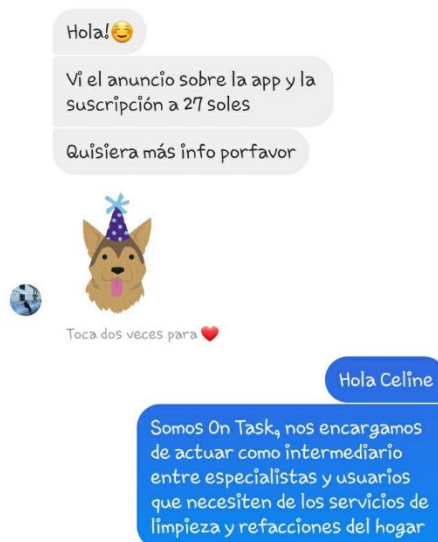 Hola!☺️
Vi el anuncio sobre la app y la
suscripción a 27 soles
Quisiera más info porfavor
Toca dos veces para ❤️
Hola Celine
Somos On Task, nos encargamos
de actuar como intermediario
entre especialistas y usuarios
que necesiten de los servicios de
limpieza y refacciones del hogar